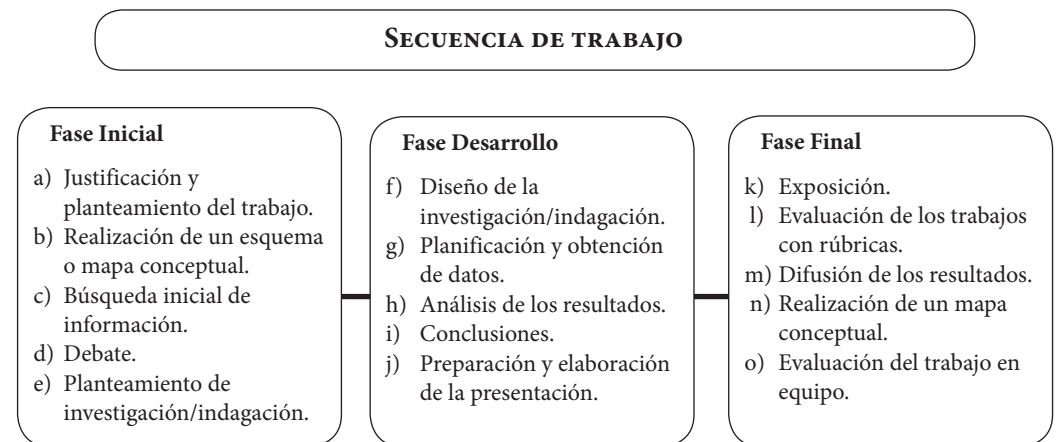 SECUENCIA DE TRABAJO
Fase Inicial
a) Justificación y
planteamiento del trabajo.
b) Realización de un esquema
o mapa conceptual.
c) Búsqueda inicial de
información.
d) Debate.
e) Planteamiento de
investigación/indagación.
Fase Desarrollo
f) Diseño de la
investigación/indagación.
g) Planificación y obtención
de datos.
h) Análisis de los resultados.
i) Conclusiones.
j) Preparación y elaboración
de la presentación.
Fase Final
k) Exposición.
l) Evaluación de los trabajos
con rúbricas.
m) Difusión de los resultados.
n) Realización de un mapa
conceptual.
o) Evaluación del trabajo en
equipo.